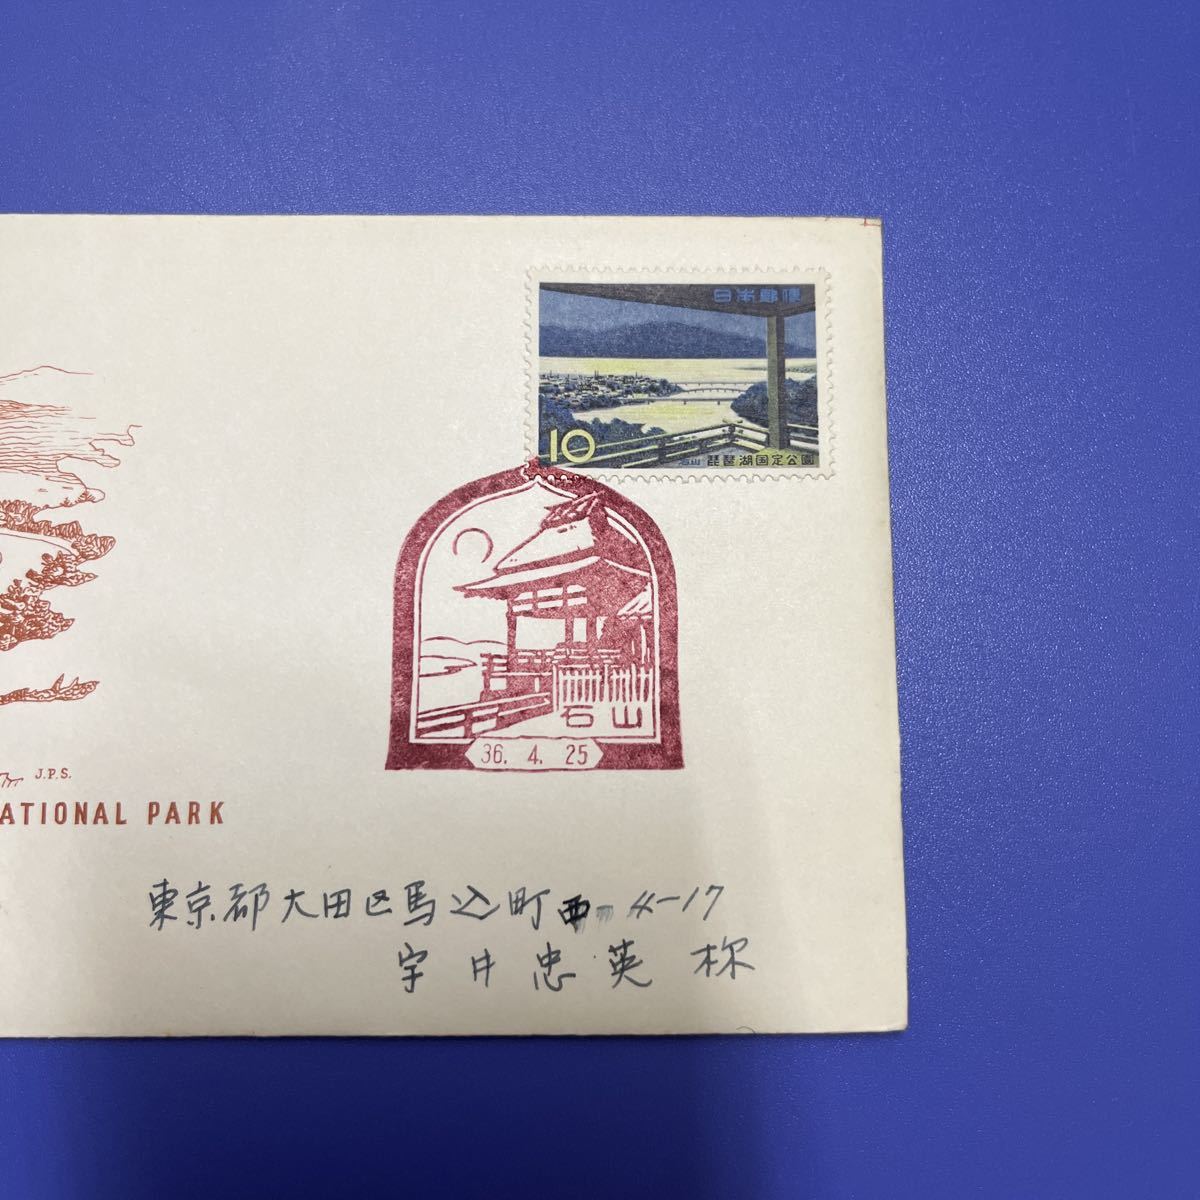 日本郵便
10
石山 琵琶湖国定公園
石山
36. 4. 25
J.P.S.
ATIONAL PARK
東京都大田区馬込町西 4-17
宇井忠英様